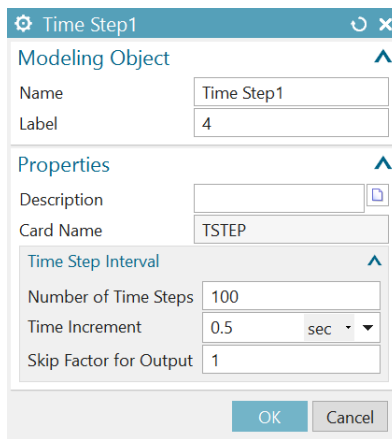 Time Step1
Modeling Object
Name Time Step1
Label 4
Properties
Description
Card Name TSTEP
Time Step Interval
Number of Time Steps 100
Time Increment 0.5 sec
Skip Factor for Output 1
OK Cancel